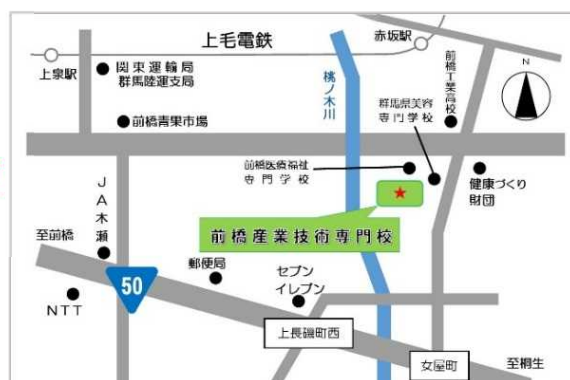 上毛電鉄
赤坂駅
上泉駅
関東運輸局
群馬陸運支局
前橋工業高校
N
桃ノ木川
群馬県美容
専門学校
前橋青果市場
前橋医療福祉
専門学校
健康づくり
財団
JA木瀬
前橋産業技術専門校
至前橋
郵便局
セブン
イレブン
50
NTT
上長磯町西
女屋町
至桐生